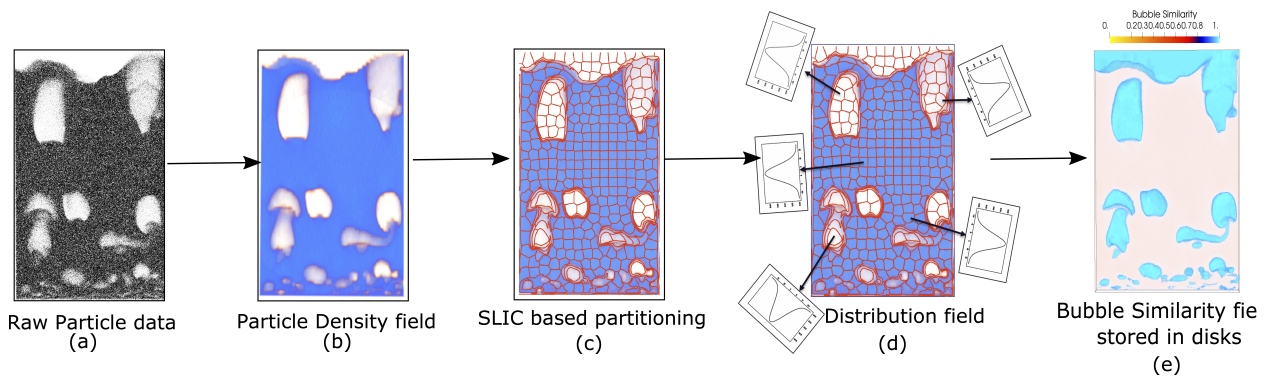 Bubble Similarity
0. 0.20.30.40.50.60.70.8 1.
Raw Particle data
(a)
Particle Density field
(b)
SLIC based partitioning
(c)
Distribution field
(d)
Bubble Similarity fie
stored in disks
(e)